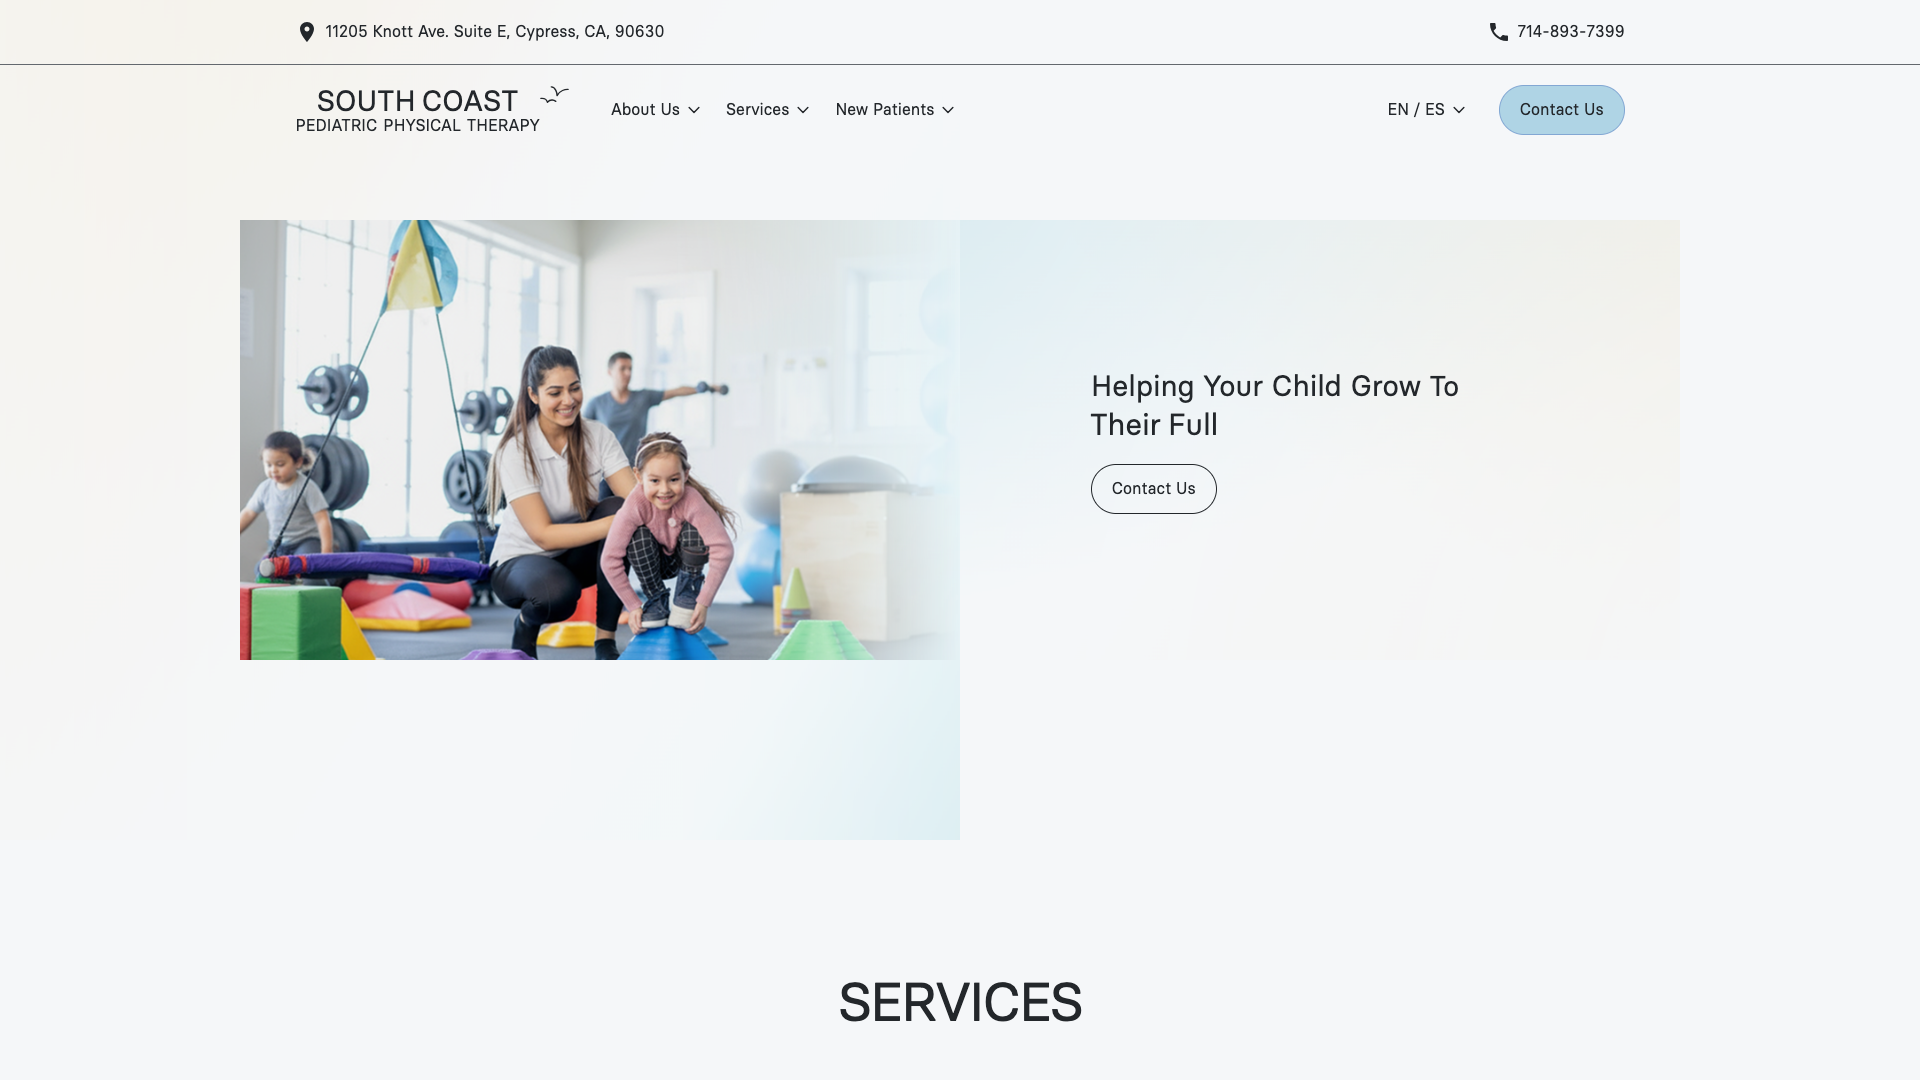 11205 Knott Ave. Suite E, Cypress, CA, 90630
714-893-7399
SOUTH COAST
PEDIATRIC PHYSICAL THERAPY
About Us
Services
New Patients
EN / ES
Contact Us
Helping Your Child Grow To
Their Full
Contact Us
SERVICES